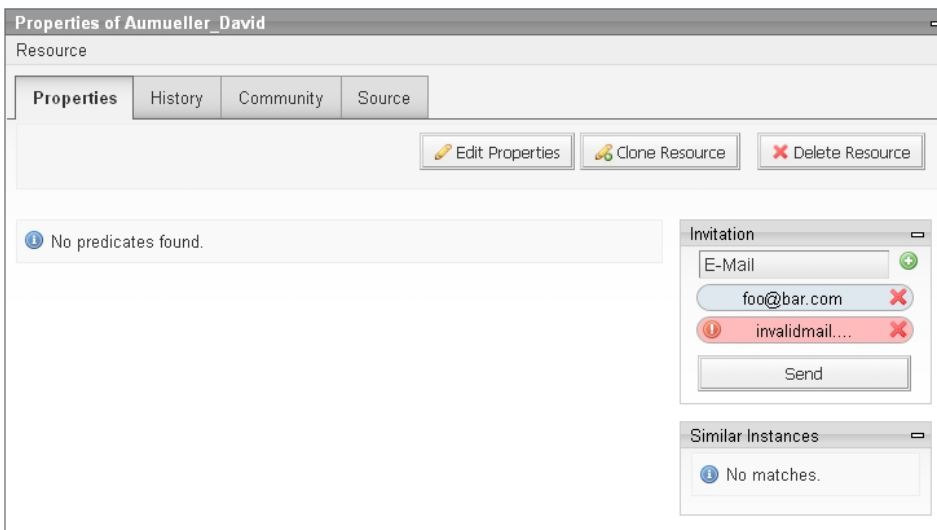 Properties of Aumueller_David
Resource
Properties History Community Source
Edit Properties Clone Resource Delete Resource
No predicates found.
Invitation
E-Mail
foo@bar.com
invalidmail....
Send
Similar Instances
No matches.